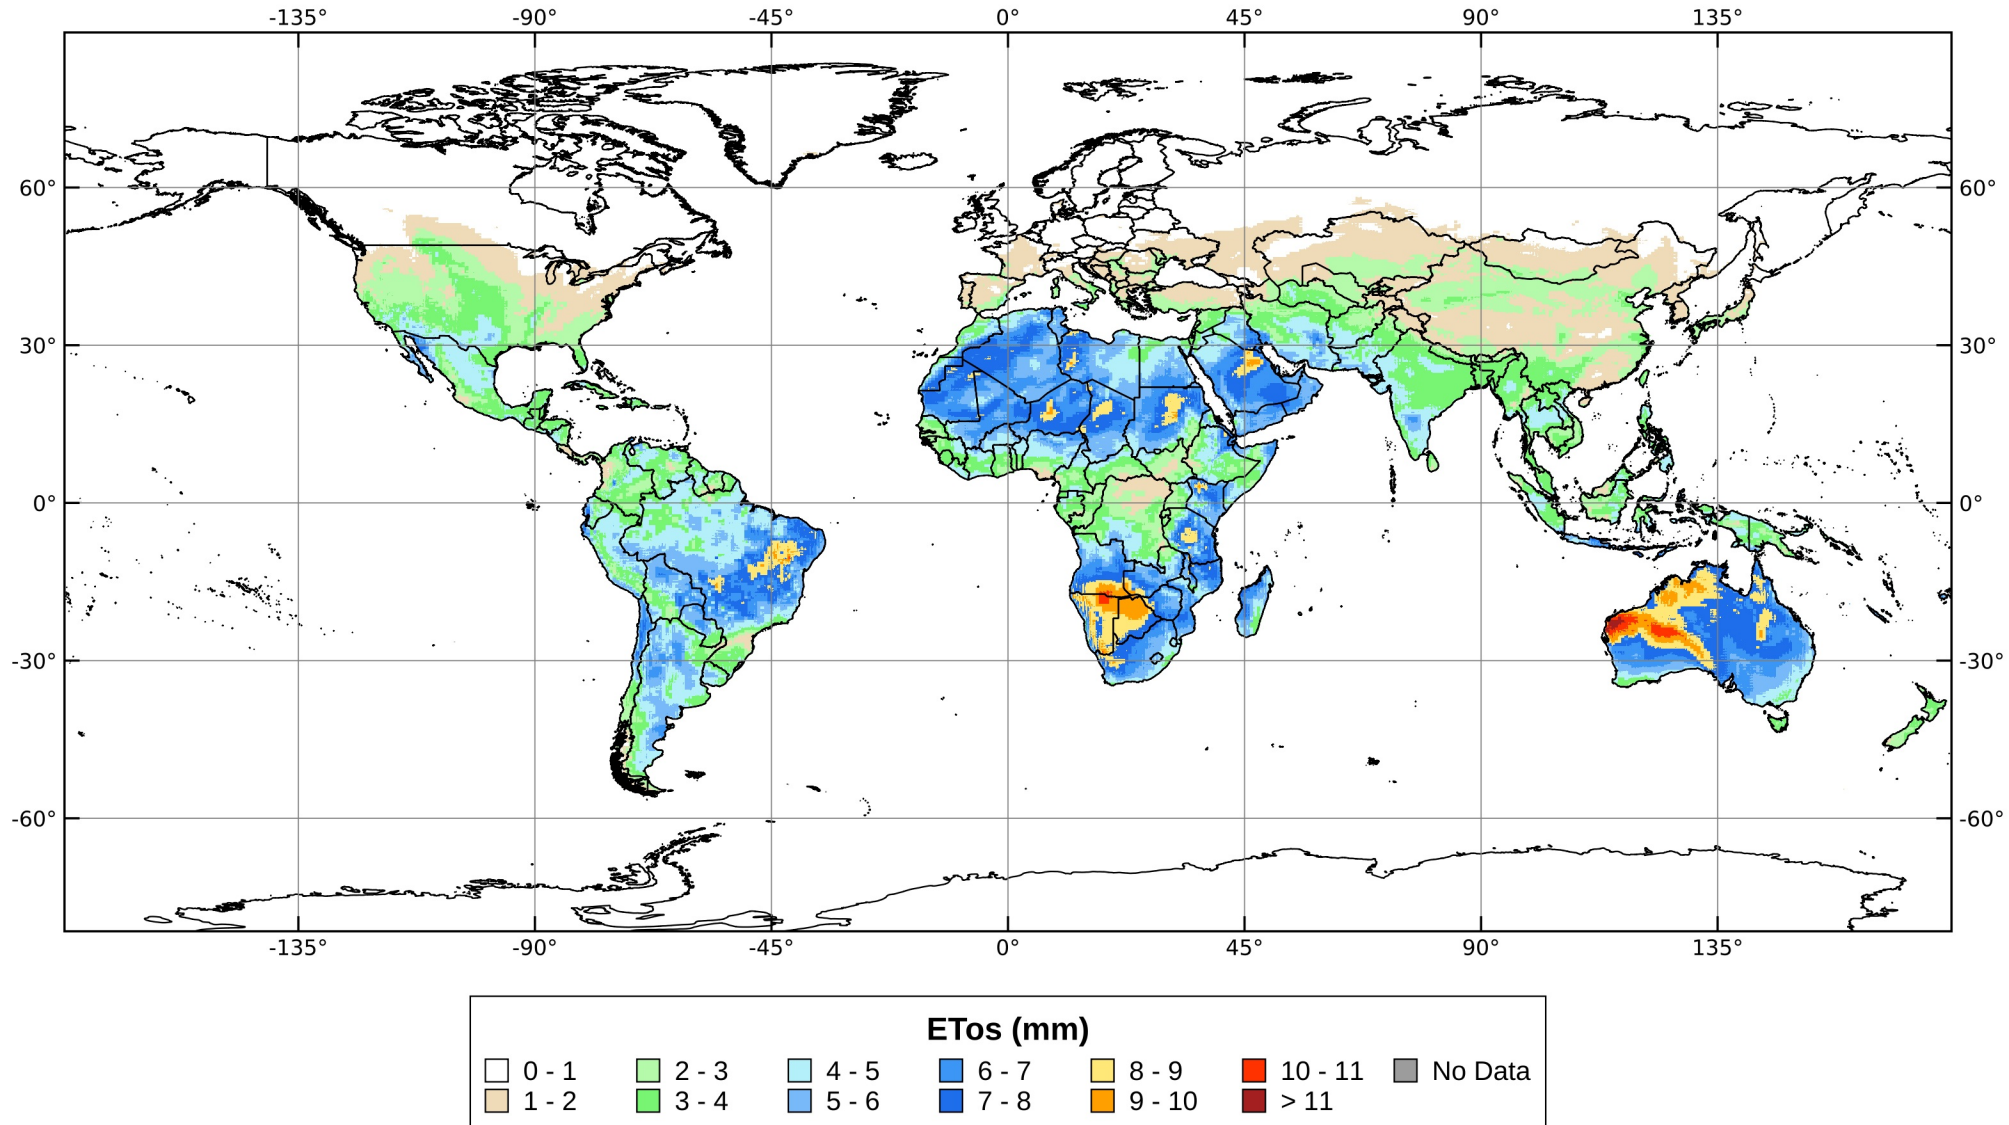 -135° -90° -45° 0° 45° 90° 135°
60° 60°
30° 30°
0° 0°
-30° -30°
-60° -60°
-135° -90° -45° 0° 45° 90° 135°
ETos (mm)
0 - 1 2 - 3 4 - 5 6 - 7 8 - 9 10 - 11 No Data
1 - 2 3 - 4 5 - 6 7 - 8 9 - 10 > 11